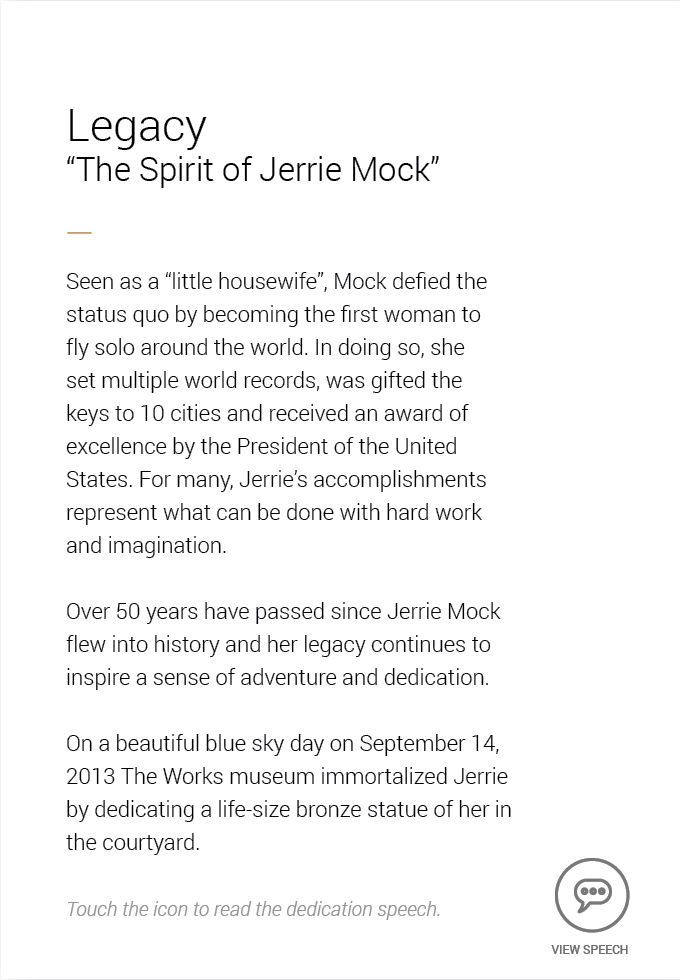 Legacy
“The Spirit of Jerrie Mock”
Seen as a “little housewife”, Mock defied the
status quo by becoming the first woman to
fly solo around the world. In doing so, she
set multiple world records, was gifted the
keys to 10 cities and received an award of
excellence by the President of the United
States. For many, Jerrie’s accomplishments
represent what can be done with hard work
and imagination.
Over 50 years have passed since Jerrie Mock
flew into history and her legacy continues to
inspire a sense of adventure and dedication.
On a beautiful blue sky day on September 14,
2013 The Works museum immortalized Jerrie
by dedicating a life-size bronze statue of her in
the courtyard.
Touch the icon to read the dedication speech.
VIEW SPEECH